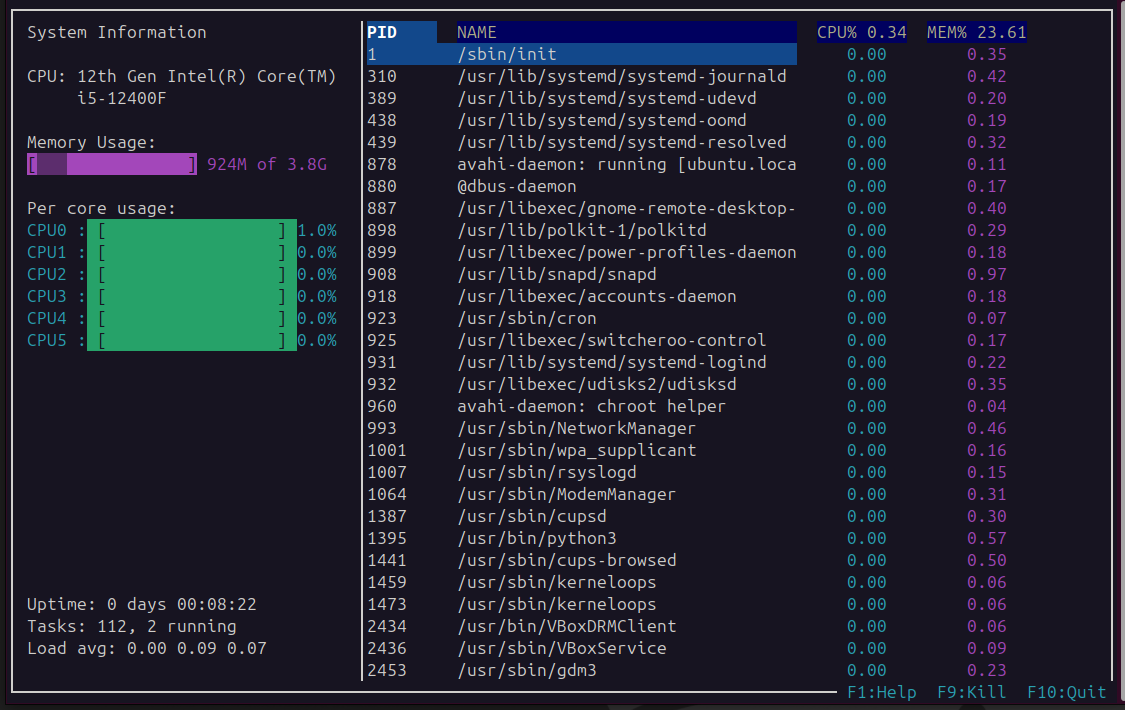 System Information
CPU: 12th Gen Intel(R) Core(TM)
i5-12400F
Memory Usage:
[ ] 924M of 3.8G
Per core usage:
CPU0 : [ ] 1.0%
CPU1 : [ ] 0.0%
CPU2 : [ ] 0.0%
CPU3 : [ ] 0.0%
CPU4 : [ ] 0.0%
CPU5 : [ ] 0.0%
Uptime: 0 days 00:08:22
Tasks: 112, 2 running
Load avg: 0.00 0.09 0.07
PID NAME CPU% 0.34 MEM% 23.61
1 /sbin/init 0.00 0.35
310 /usr/lib/systemd/systemd-journald 0.00 0.42
389 /usr/lib/systemd/systemd-udevd 0.00 0.20
438 /usr/lib/systemd/systemd-oomd 0.00 0.19
439 /usr/lib/systemd/systemd-resolved 0.00 0.32
878 avahi-daemon: running [ubuntu.loca 0.00 0.11
880 @dbus-daemon 0.00 0.17
887 /usr/libexec/gnome-remote-desktop- 0.00 0.40
898 /usr/lib/polkit-1/polkitd 0.00 0.29
899 /usr/libexec/power-profiles-daemon 0.00 0.18
908 /usr/lib/snapd/snapd 0.00 0.97
918 /usr/libexec/accounts-daemon 0.00 0.18
923 /usr/sbin/cron 0.00 0.07
925 /usr/libexec/switcheroo-control 0.00 0.17
931 /usr/lib/systemd/systemd-logind 0.00 0.22
932 /usr/libexec/udisks2/udisksd 0.00 0.35
960 avahi-daemon: chroot helper 0.00 0.04
993 /usr/sbin/NetworkManager 0.00 0.46
1001 /usr/sbin/wpa_supplicant 0.00 0.16
1007 /usr/sbin/rsyslogd 0.00 0.15
1064 /usr/sbin/ModemManager 0.00 0.31
1387 /usr/sbin/cupsd 0.00 0.30
1395 /usr/bin/python3 0.00 0.57
1441 /usr/sbin/cups-browsed 0.00 0.50
1459 /usr/sbin/kerneloops 0.00 0.06
1473 /usr/sbin/kerneloops 0.00 0.06
2434 /usr/bin/VBoxDRMClient 0.00 0.06
2436 /usr/sbin/VBoxService 0.00 0.09
2453 /usr/sbin/gdm3 0.00 0.23
F1:Help F9:Kill F10:Quit